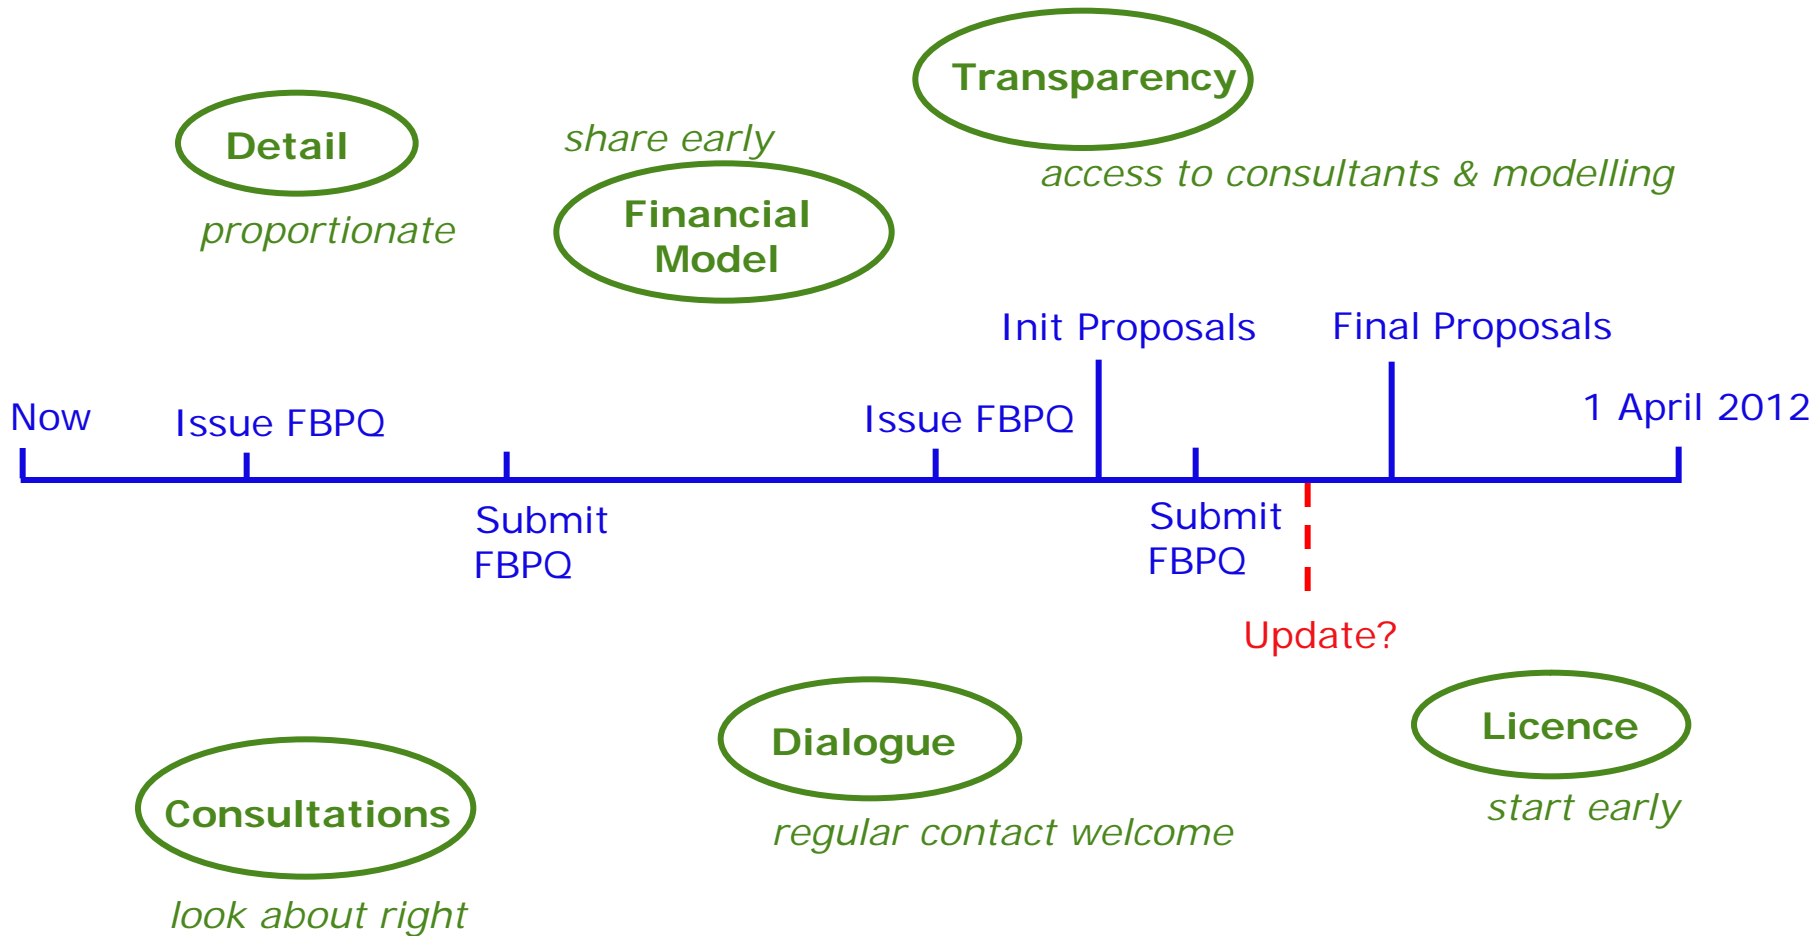 Transparency
Detail
share early
access to consultants & modelling
proportionate
Financial
Model
Init Proposals
Final Proposals
Now
Issue FBPQ
Issue FBPQ
1 April 2012
Submit
FBPQ
Submit
FBPQ
Update?
Dialogue
Licence
Consultations
regular contact welcome
start early
look about right